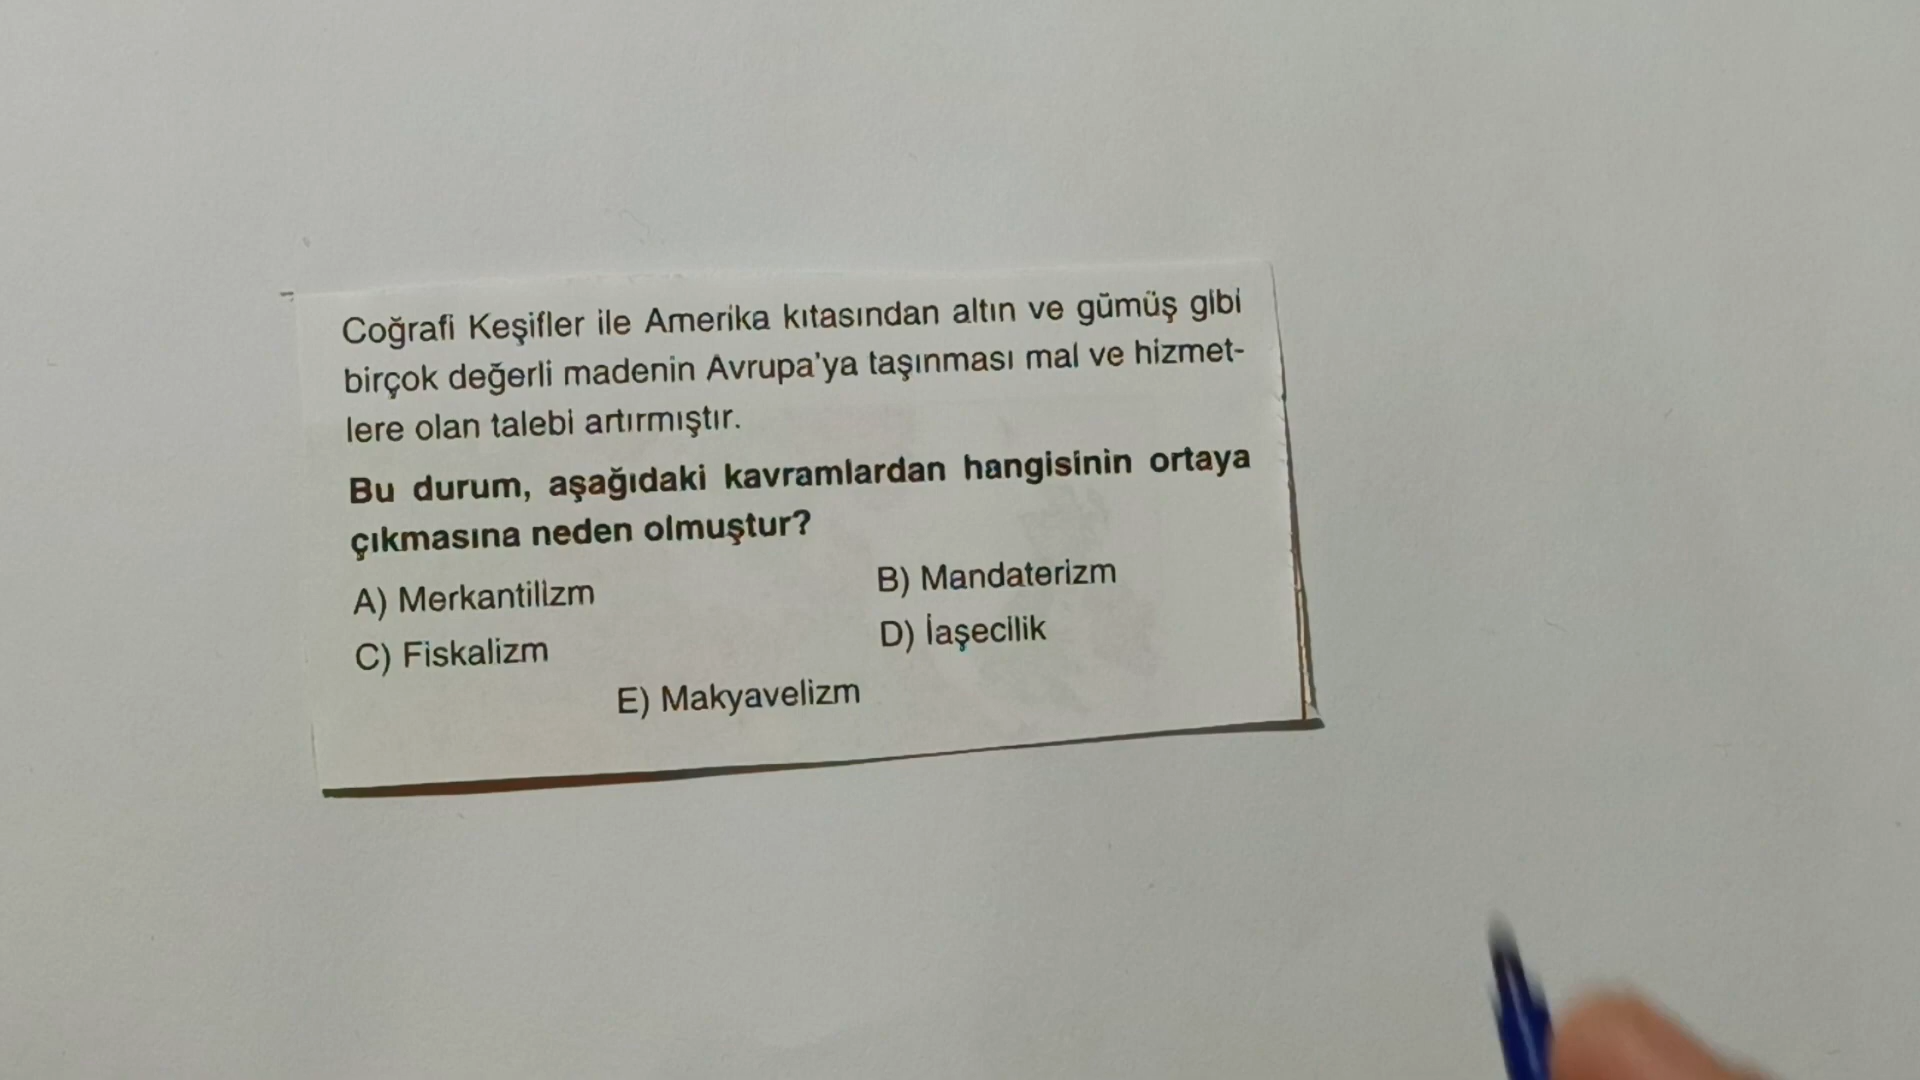 Coğrafi Keşifler ile Amerika kıtasından altın ve gümüş gibi
birçok değerli madenin Avrupa'ya taşınması mal ve hizmet-
lere olan talebi artırmıştır.
Bu durum, aşağıdaki kavramlardan hangisinin ortaya
çıkmasına neden olmuştur?
A) Merkantilizm B) Mandaterizm
C) Fiskalizm D) İaşecilik
E) Makyavelizm